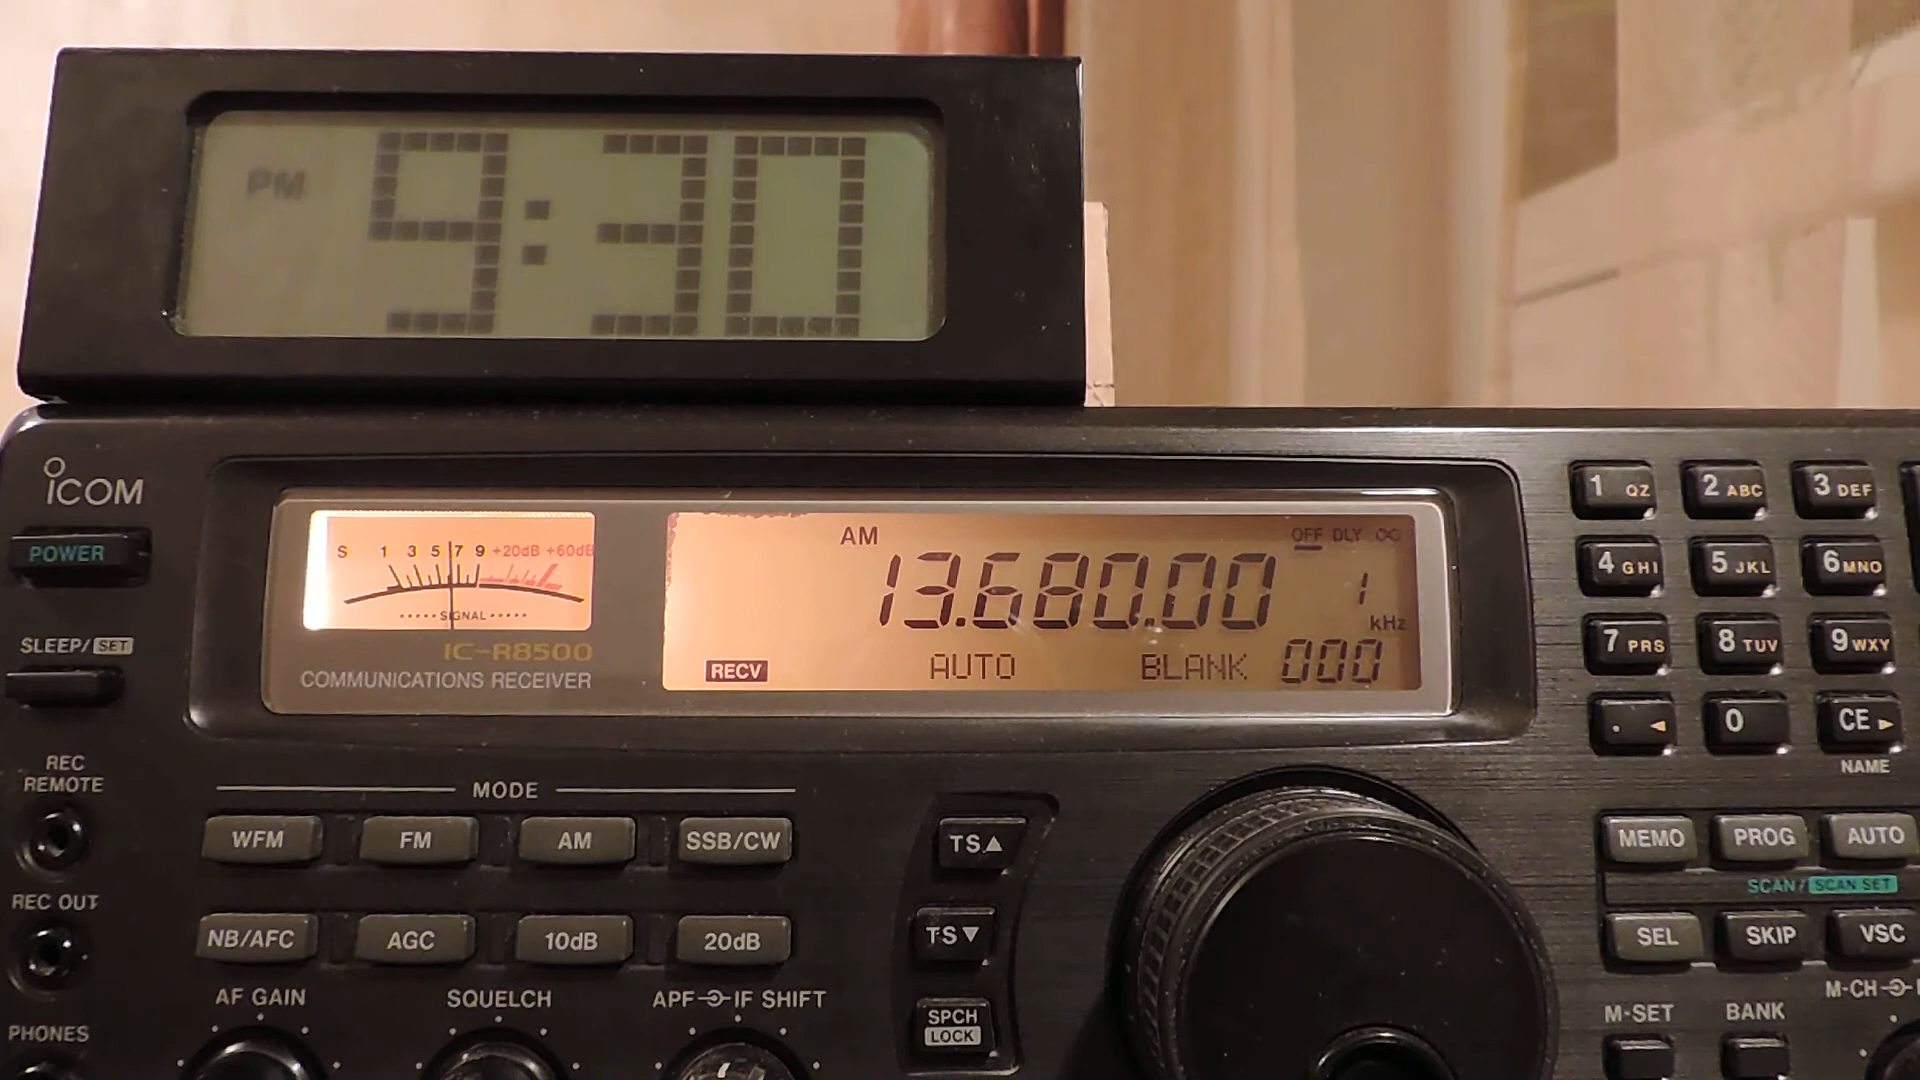 PM 9:30
ICOM
POWER
SLEEP/SET
REC REMOTE
REC OUT
PHONES
S 1 3 5 7 9 +20dB +60dB
SIGNAL
IC-R8500
COMMUNICATIONS RECEIVER
AM OFF DLY ∞
13.680.00 1
kHz
RECV AUTO BLANK 000
1 QZ 2 ABC 3 DEF
4 GHI 5 JKL 6 MNO
7 PRS 8 TUV 9 WXY
. ◄ 0 CE ►
NAME
MODE
WFM FM AM SSB/CW
NB/AFC AGC 10dB 20dB
AF GAIN SQUELCH APF IF SHIFT
TS▲
TS▼
SPCH
LOCK
MEMO PROG AUTO
SCAN/SCAN SET
SEL SKIP VSC
M-CH
M-SET BANK